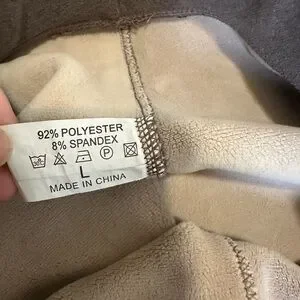 92% POLYESTER
8% SPANDEX
P
L
MADE IN CHINA